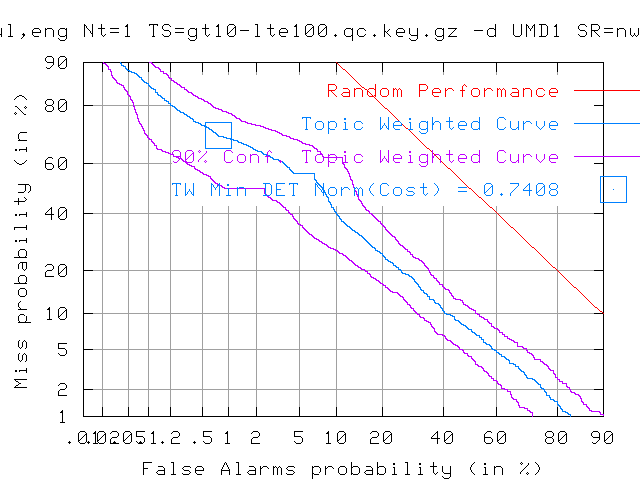 ul,eng Nt=1 TS=gt10-lte100.qc.key.gz -d UMD1 SR=nw
90
80
60
40
20
10
5
2
1
Miss probability (in %)
Random Performance
Topic Weighted Curve
90% Conf. Topic Weighted Curve
TW Min DET Norm(Cost) = 0.7408
.01.02.05.1 .2 .5 1 2 5 10 20 40 60 80 90
False Alarms probability (in %)